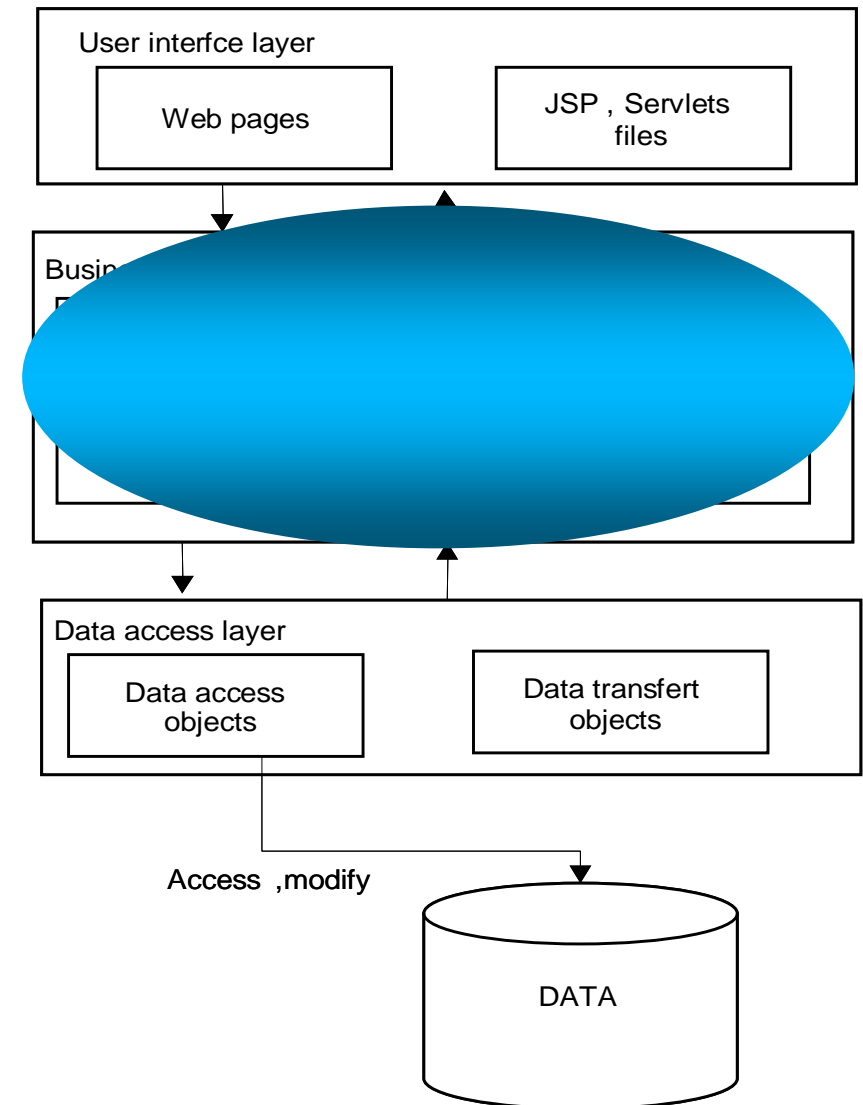 User interfce layer
Web pages
JSP , Servlets
files
Data access layer
Data access
objects
Data transfert
objects
Access ,modify
DATA